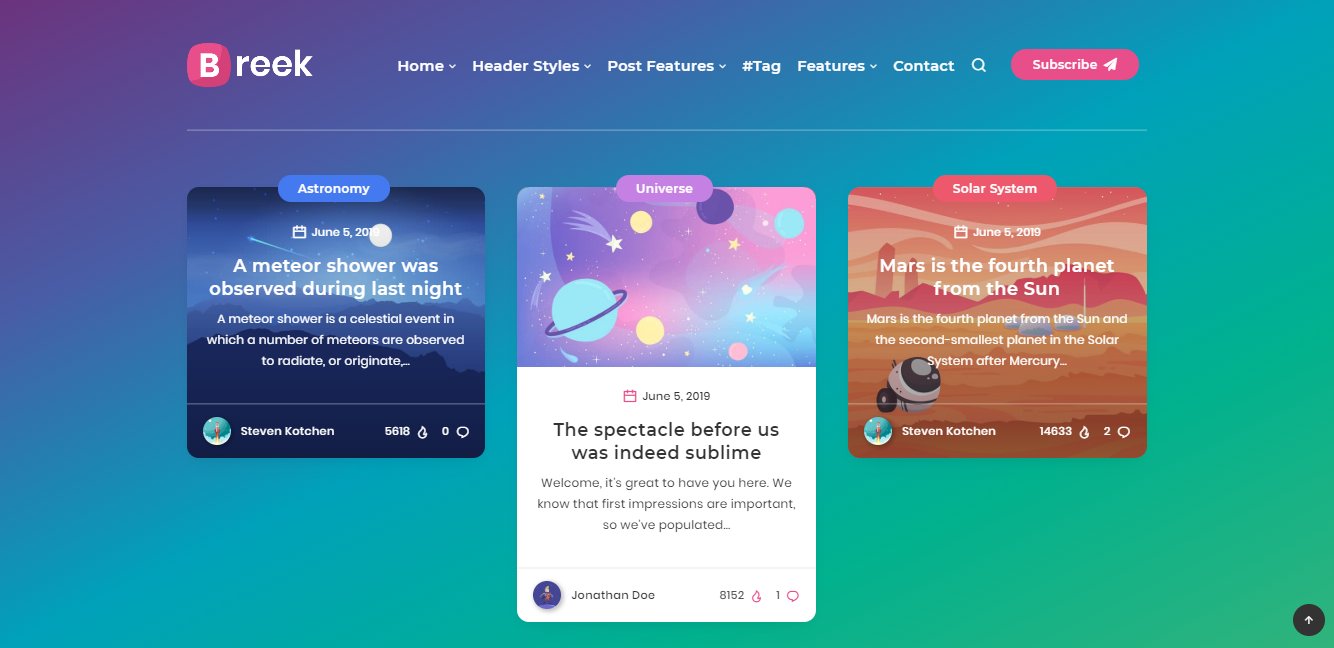 Breek
Home Header Styles Post Features #Tag Features Contact Subscribe
Astronomy
June 5, 2019
A meteor shower was
observed during last night
A meteor shower is a celestial event in
which a number of meteors are observed
to radiate, or originate,...
Steven Kotchen 5618 0
Universe
June 5, 2019
The spectacle before us
was indeed sublime
Welcome, it's great to have you here. We
know that first impressions are important,
so we've populated...
Jonathan Doe 8152 1
Solar System
June 5, 2019
Mars is the fourth planet
from the Sun
Mars is the fourth planet from the Sun and
the second-smallest planet in the Solar
System after Mercury...
Steven Kotchen 14633 2